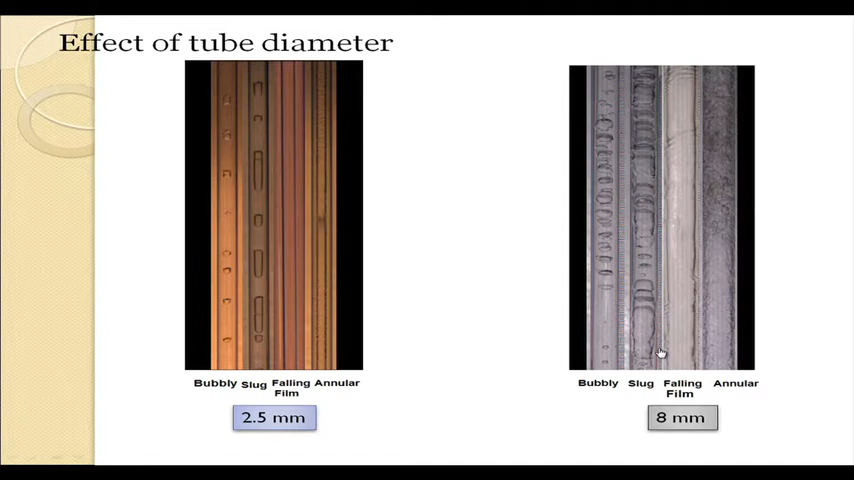 Effect of tube diameter
Bubbly Slug Falling Film Annular
2.5 mm
Bubbly Slug Falling Film Annular
8 mm